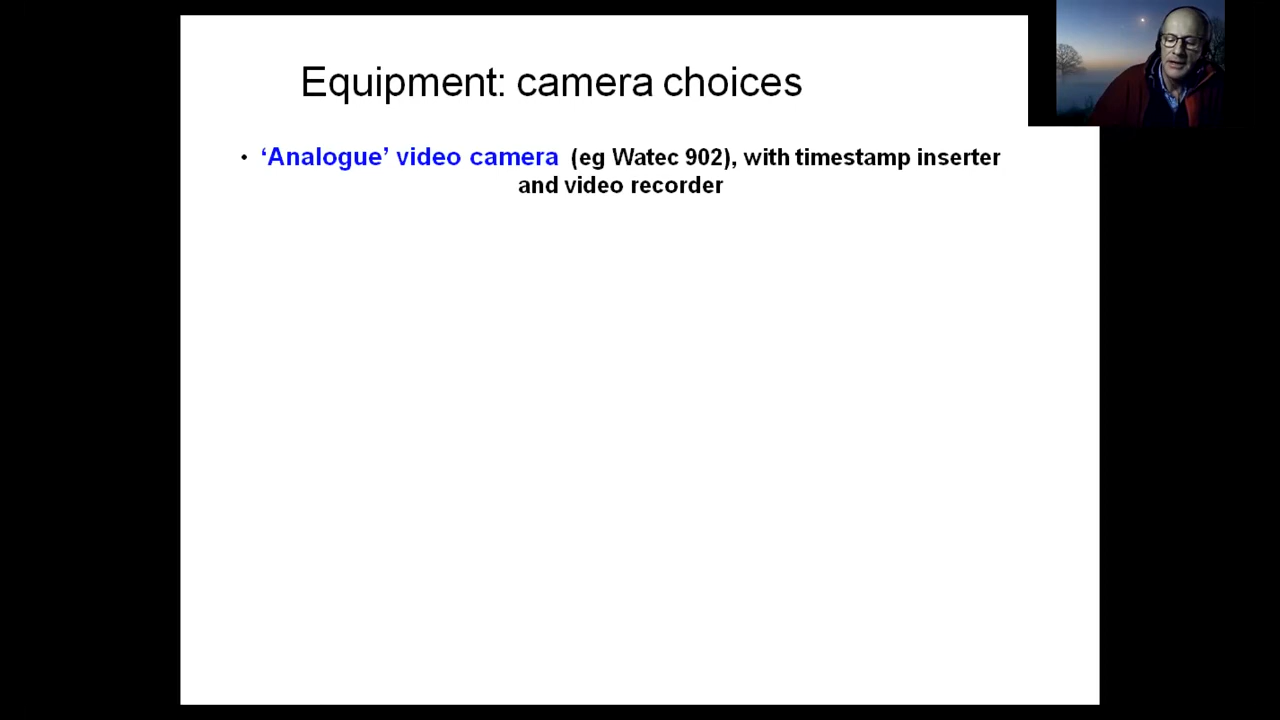 Equipment: camera choices
• ‘Analogue’ video camera (eg Watec 902), with timestamp inserter
and video recorder